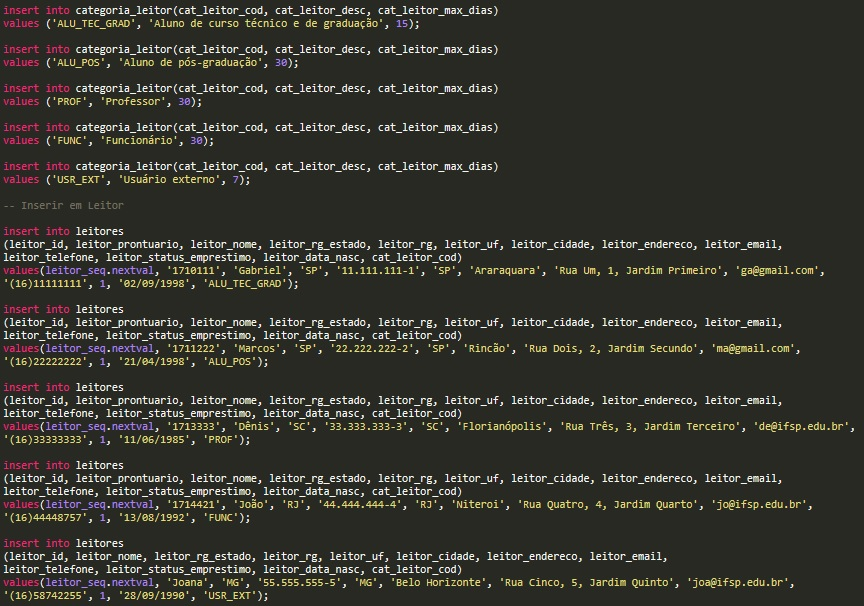 insert into categoria_leitor(cat_leitor_cod, cat_leitor_desc, cat_leitor_max_dias)
values ('ALU_TEC_GRAD', 'Aluno de curso técnico e de graduação', 15);
insert into categoria_leitor(cat_leitor_cod, cat_leitor_desc, cat_leitor_max_dias)
values ('ALU_POS', 'Aluno de pós-graduação', 30);
insert into categoria_leitor(cat_leitor_cod, cat_leitor_desc, cat_leitor_max_dias)
values ('PROF', 'Professor', 30);
insert into categoria_leitor(cat_leitor_cod, cat_leitor_desc, cat_leitor_max_dias)
values ('FUNC', 'Funcionário', 30);
insert into categoria_leitor(cat_leitor_cod, cat_leitor_desc, cat_leitor_max_dias)
values ('USR_EXT', 'Usuário externo', 7);
-- Inserir em Leitor
insert into leitores
(leitor_id, leitor_prontuario, leitor_nome, leitor_rg_estado, leitor_rg, leitor_uf, leitor_cidade, leitor_endereco, leitor_email,
leitor_telefone, leitor_status_emprestimo, leitor_data_nasc, cat_leitor_cod)
values(leitor_seq.nextval, '1710111', 'Gabriel', 'SP', '11.111.111-1', 'SP', 'Araraquara', 'Rua Um, 1, Jardim Primeiro', 'ga@gmail.com',
'(16)11111111', 1, '02/09/1998', 'ALU_TEC_GRAD');
insert into leitores
(leitor_id, leitor_prontuario, leitor_nome, leitor_rg_estado, leitor_rg, leitor_uf, leitor_cidade, leitor_endereco, leitor_email,
leitor_telefone, leitor_status_emprestimo, leitor_data_nasc, cat_leitor_cod)
values(leitor_seq.nextval, '1711222', 'Marcos', 'SP', '22.222.222-2', 'SP', 'Rincão', 'Rua Dois, 2, Jardim Secundo', 'ma@gmail.com',
'(16)22222222', 1, '21/04/1998', 'ALU_POS');
insert into leitores
(leitor_id, leitor_prontuario, leitor_nome, leitor_rg_estado, leitor_rg, leitor_uf, leitor_cidade, leitor_endereco, leitor_email,
leitor_telefone, leitor_status_emprestimo, leitor_data_nasc, cat_leitor_cod)
values(leitor_seq.nextval, '1713333', 'Dênis', 'SC', '33.333.333-3', 'SC', 'Florianópolis', 'Rua Três, 3, Jardim Terceiro', 'de@ifsp.edu.br',
'(16)33333333', 1, '11/06/1985', 'PROF');
insert into leitores
(leitor_id, leitor_prontuario, leitor_nome, leitor_rg_estado, leitor_rg, leitor_uf, leitor_cidade, leitor_endereco, leitor_email,
leitor_telefone, leitor_status_emprestimo, leitor_data_nasc, cat_leitor_cod)
values(leitor_seq.nextval, '1714421', 'João', 'RJ', '44.444.444-4', 'RJ', 'Niteroi', 'Rua Quatro, 4, Jardim Quarto', 'jo@ifsp.edu.br',
'(16)44448757', 1, '13/08/1992', 'FUNC');
insert into leitores
(leitor_id, leitor_nome, leitor_rg_estado, leitor_rg, leitor_uf, leitor_cidade, leitor_endereco, leitor_email,
leitor_telefone, leitor_status_emprestimo, leitor_data_nasc, cat_leitor_cod)
values(leitor_seq.nextval, 'Joana', 'MG', '55.555.555-5', 'MG', 'Belo Horizonte', 'Rua Cinco, 5, Jardim Quinto', 'joa@ifsp.edu.br',
'(16)58742255', 1, '28/09/1990', 'USR_EXT');